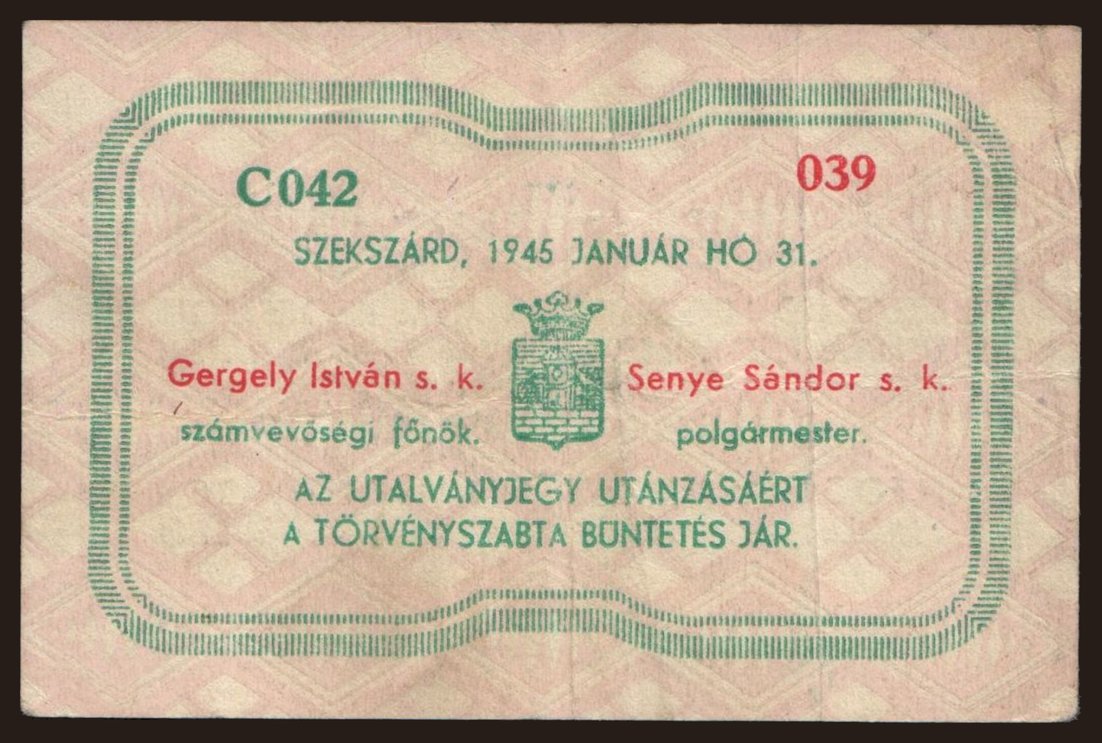 C042 039
SZEKSZÁRD, 1945 JANUÁR HÓ 31.
Gergely István s. k. Senye Sándor s. k.
számvevőségi főnök. polgármester.
AZ UTALVÁNYJEGY UTÁNZÁSÁÉRT
A TÖRVÉNYSZABTA BÜNTETÉS JÁR.